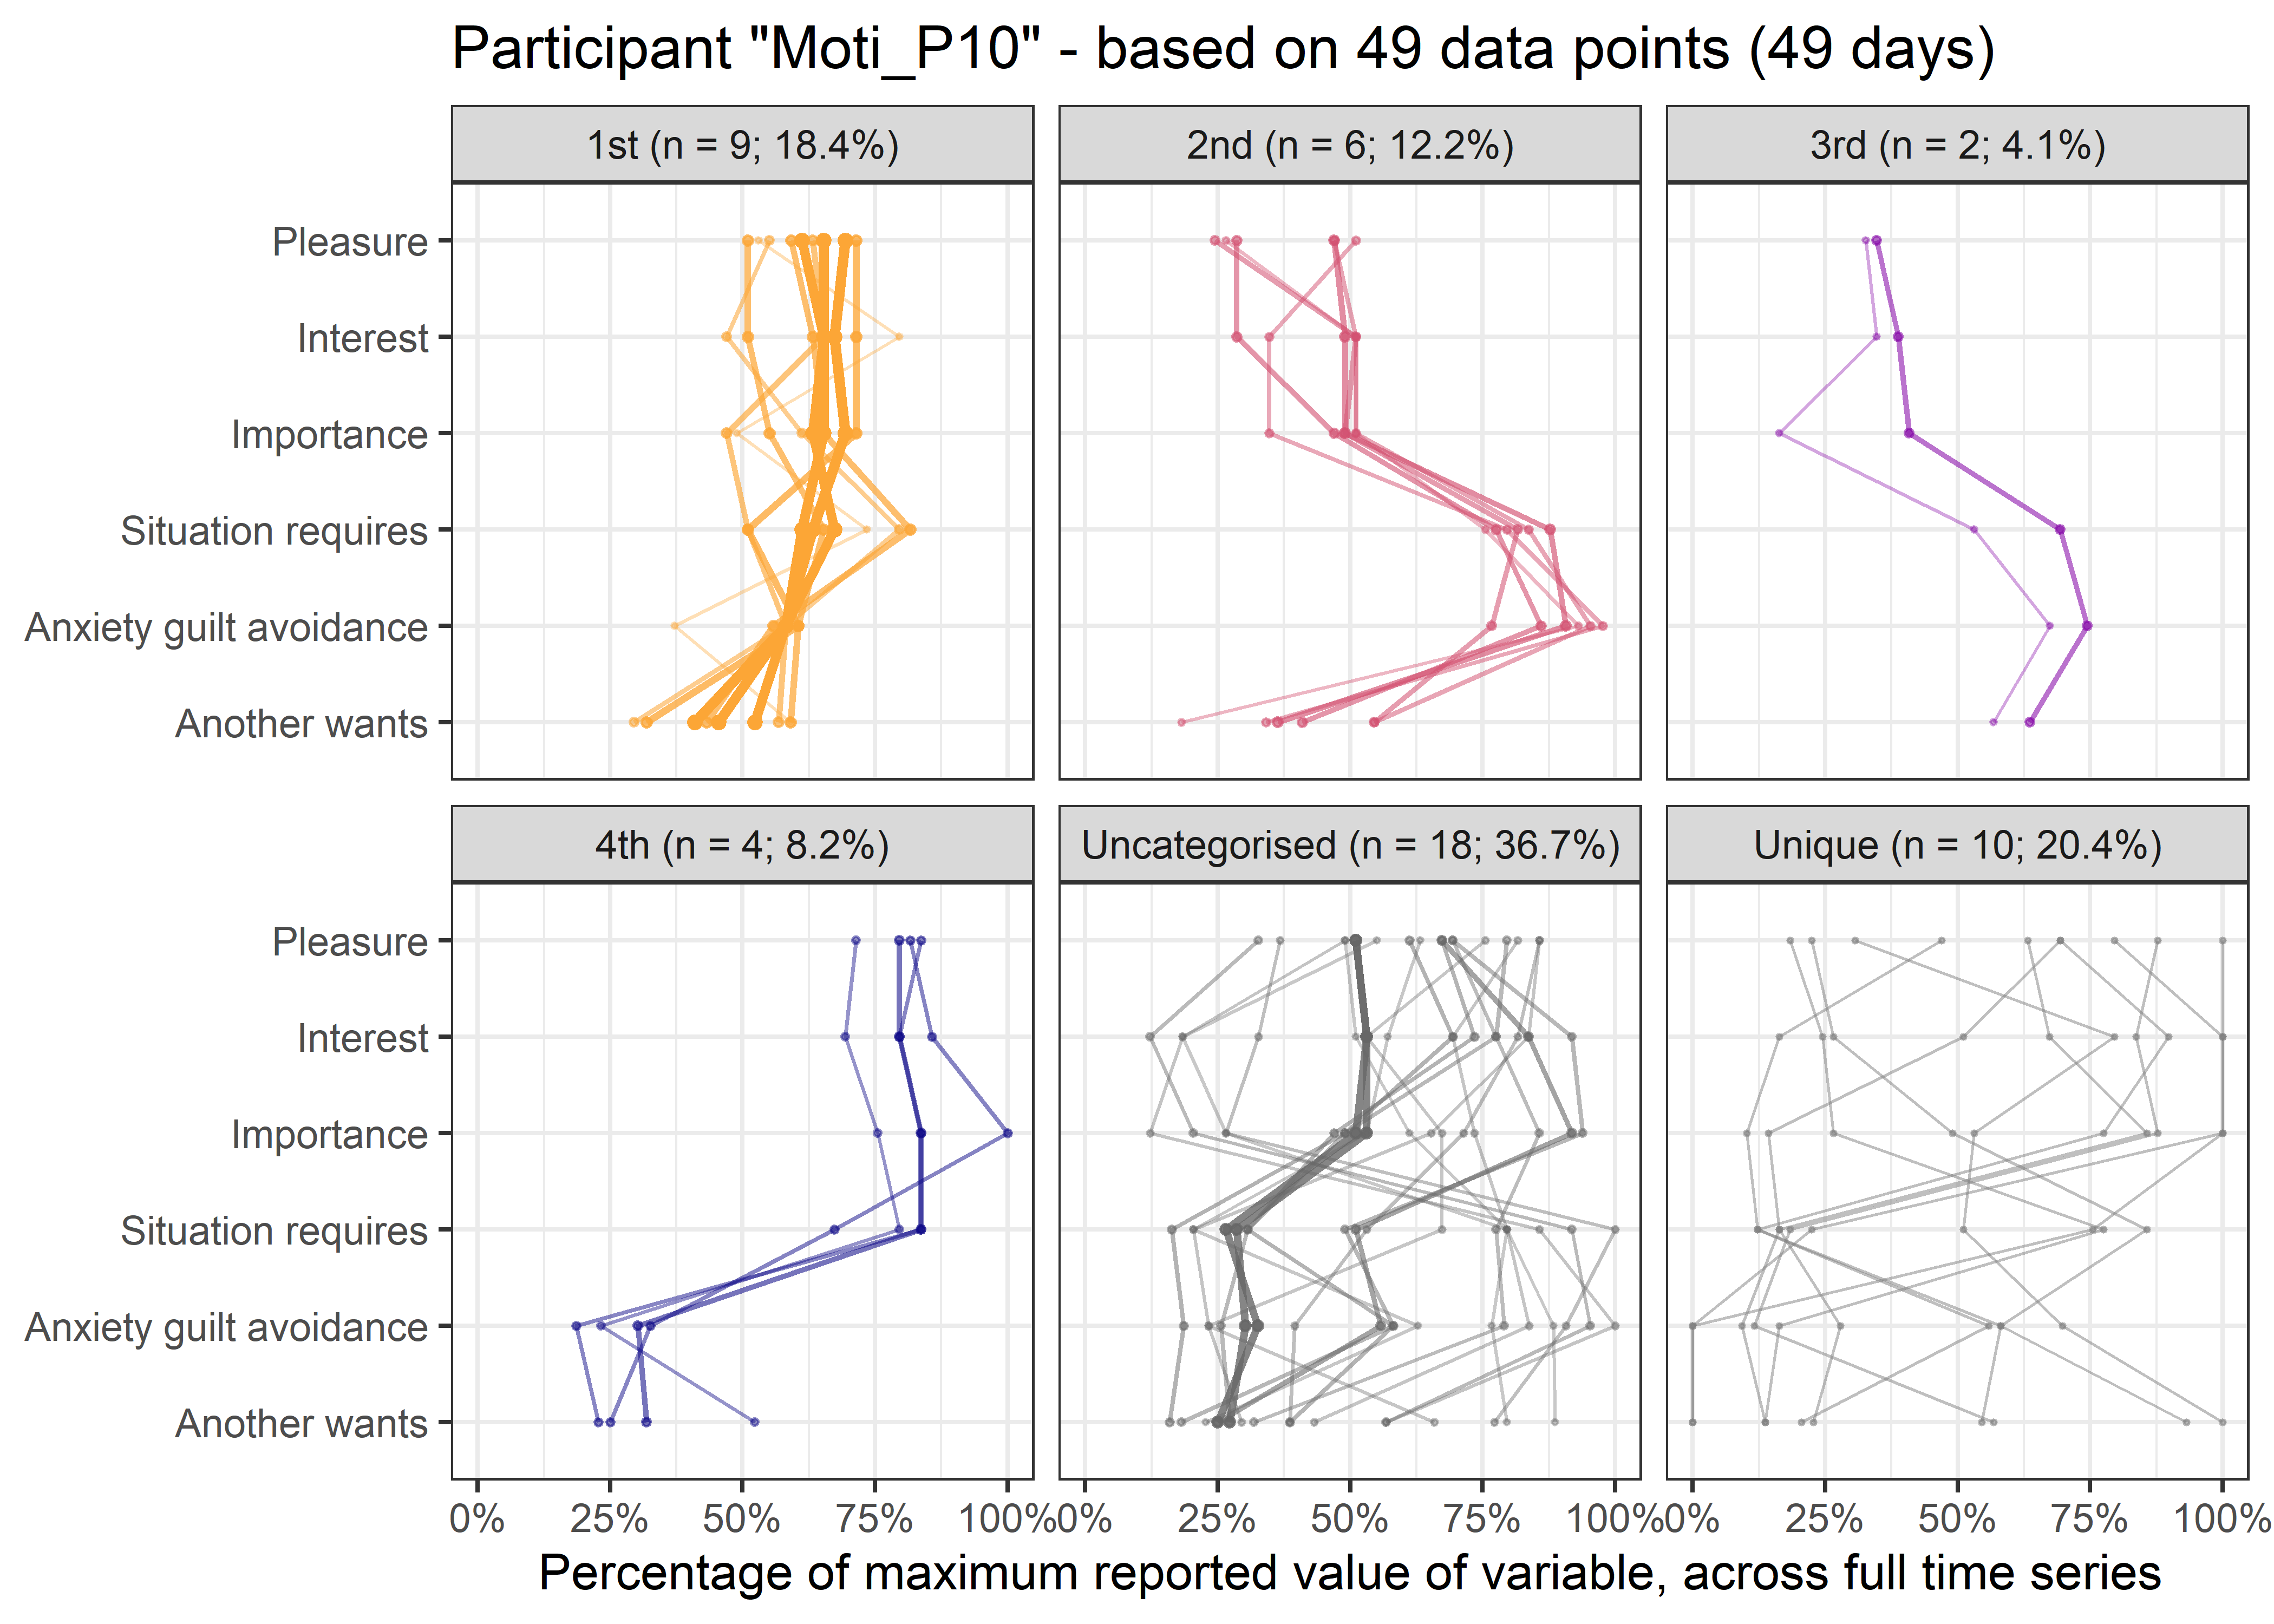 Participant "Moti_P10" - based on 49 data points (49 days)
1st (n = 9; 18.4%)
2nd (n = 6; 12.2%)
3rd (n = 2; 4.1%)
Pleasure
Interest
Importance
Situation requires
Anxiety guilt avoidance
Another wants
4th (n = 4; 8.2%)
Uncategorised (n = 18; 36.7%)
Unique (n = 10; 20.4%)
Pleasure
Interest
Importance
Situation requires
Anxiety guilt avoidance
Another wants
0% 25% 50% 75% 100% 0% 25% 50% 75% 100% 0% 25% 50% 75% 100%
Percentage of maximum reported value of variable, across full time series